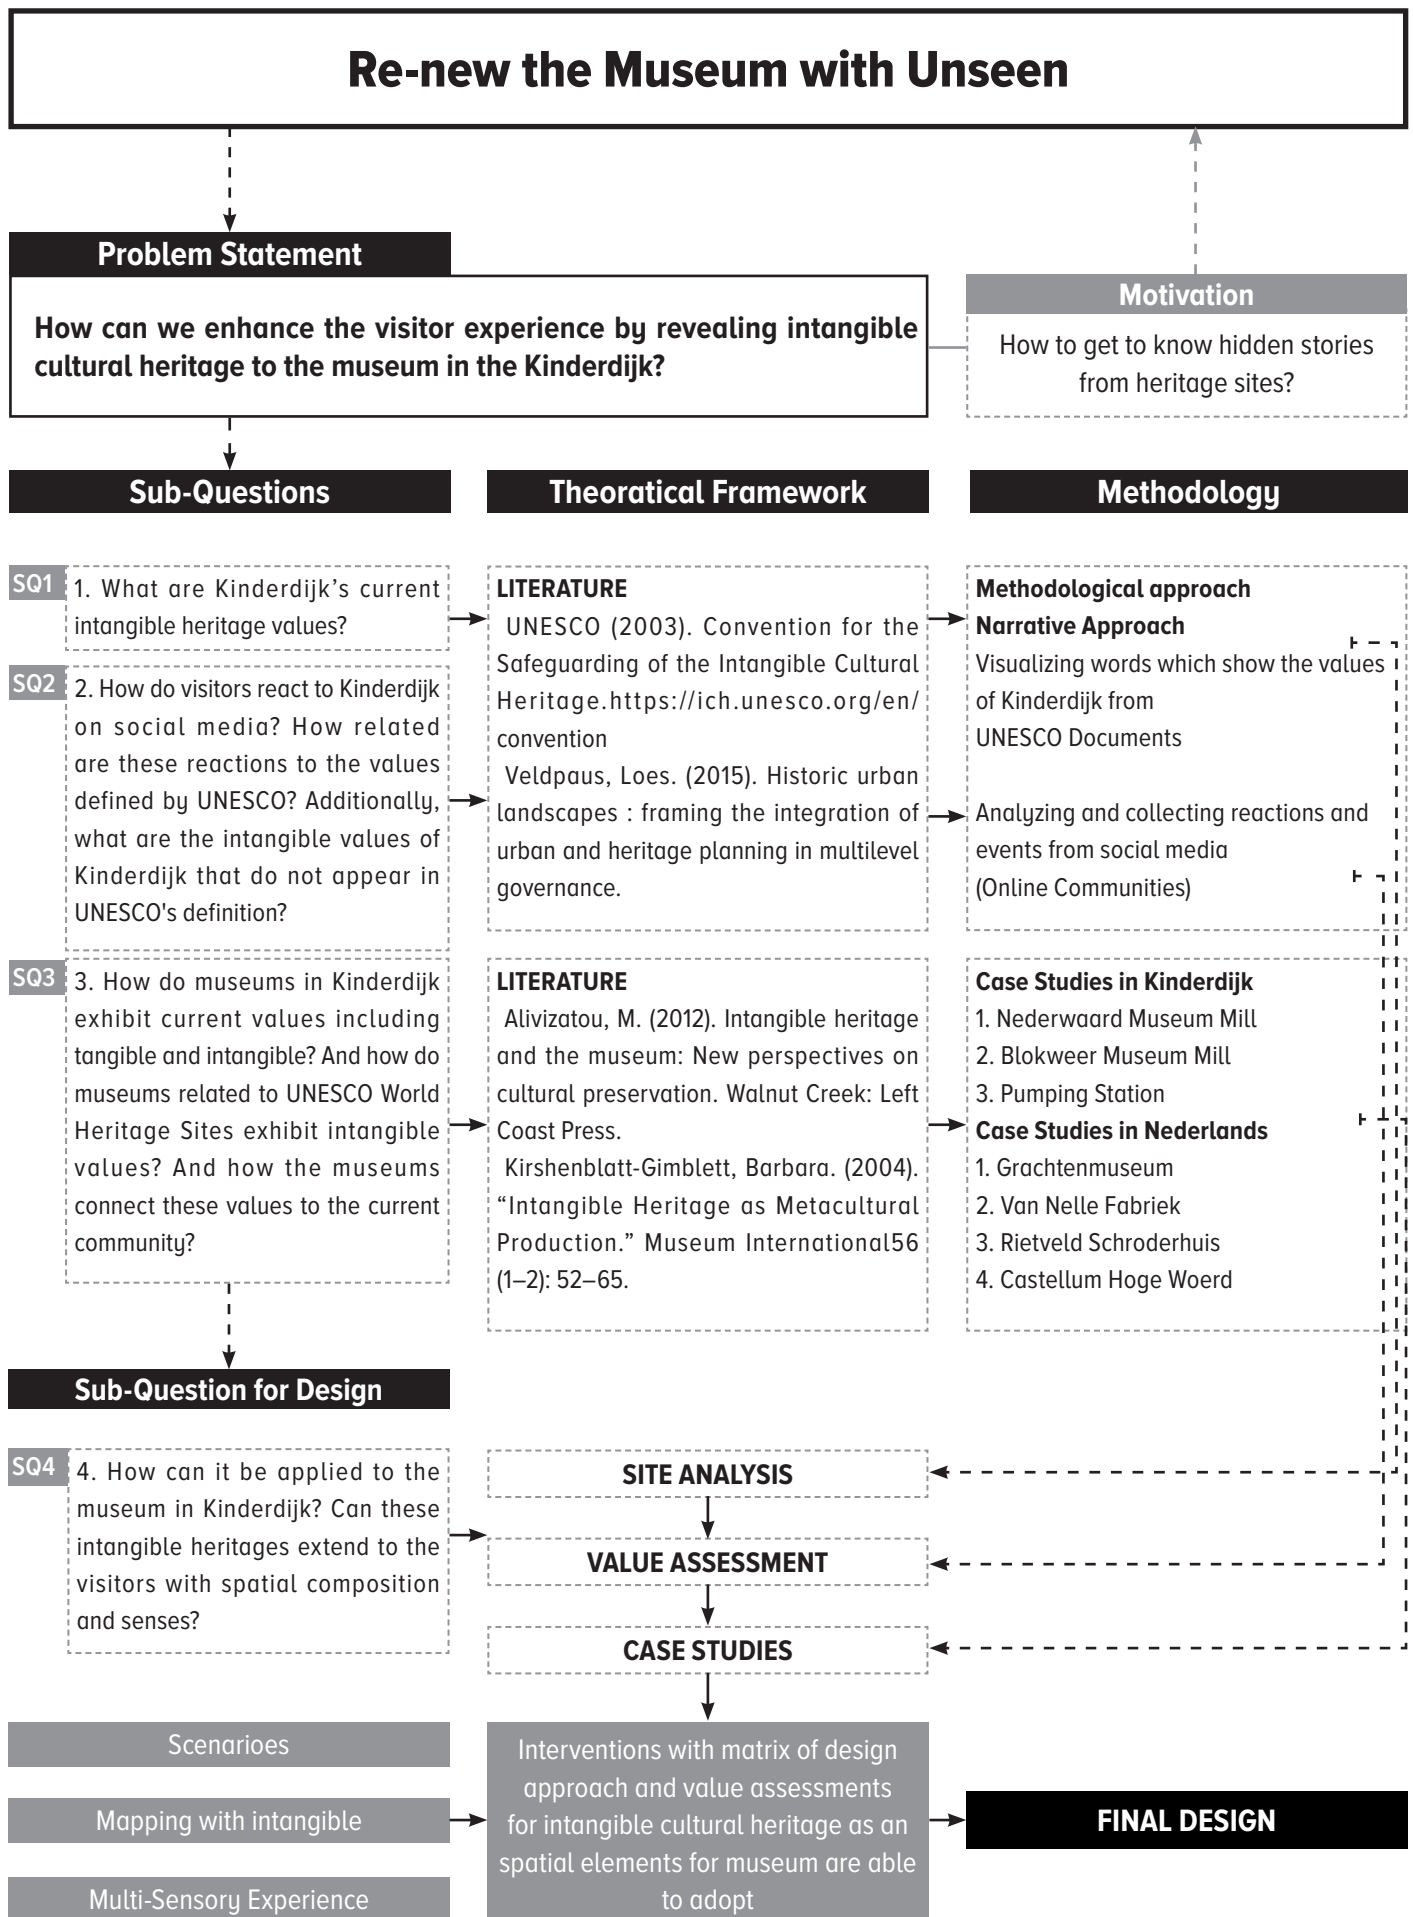 Re-new the Museum with Unseen
Problem Statement
How can we enhance the visitor experience by revealing intangible
cultural heritage to the museum in the Kinderdijk?
Motivation
How to get to know hidden stories
from heritage sites?
Sub-Questions
Theoratical Framework
Methodology
SQ1
1. What are Kinderdijk’s current
intangible heritage values?
SQ2
2. How do visitors react to Kinderdijk
on social media? How related
are these reactions to the values
defined by UNESCO? Additionally,
what are the intangible values of
Kinderdijk that do not appear in
UNESCO's definition?
LITERATURE
UNESCO (2003). Convention for the
Safeguarding of the Intangible Cultural
Heritage.https://ich.unesco.org/en/
convention
Veldpaus, Loes. (2015). Historic urban
landscapes : framing the integration of
urban and heritage planning in multilevel
governance.
Methodological approach
Narrative Approach
Visualizing words which show the values
of Kinderdijk from
UNESCO Documents
Analyzing and collecting reactions and
events from social media
(Online Communities)
SQ3
3. How do museums in Kinderdijk
exhibit current values including
tangible and intangible? And how do
museums related to UNESCO World
Heritage Sites exhibit intangible
values? And how the museums
connect these values to the current
community?
LITERATURE
Alivizatou, M. (2012). Intangible heritage
and the museum: New perspectives on
cultural preservation. Walnut Creek: Left
Coast Press.
Kirshenblatt-Gimblett, Barbara. (2004).
“Intangible Heritage as Metacultural
Production.” Museum International56
(1–2): 52–65.
Case Studies in Kinderdijk
1. Nederwaard Museum Mill
2. Blokweer Museum Mill
3. Pumping Station
Case Studies in Nederlands
1. Grachtenmuseum
2. Van Nelle Fabriek
3. Rietveld Schroderhuis
4. Castellum Hoge Woerd
Sub-Question for Design
SQ4
4. How can it be applied to the
museum in Kinderdijk? Can these
intangible heritages extend to the
visitors with spatial composition
and senses?
SITE ANALYSIS
VALUE ASSESSMENT
CASE STUDIES
Scenarioes
Mapping with intangible
Multi-Sensory Experience
Interventions with matrix of design
approach and value assessments
for intangible cultural heritage as an
spatial elements for museum are able
to adopt
FINAL DESIGN